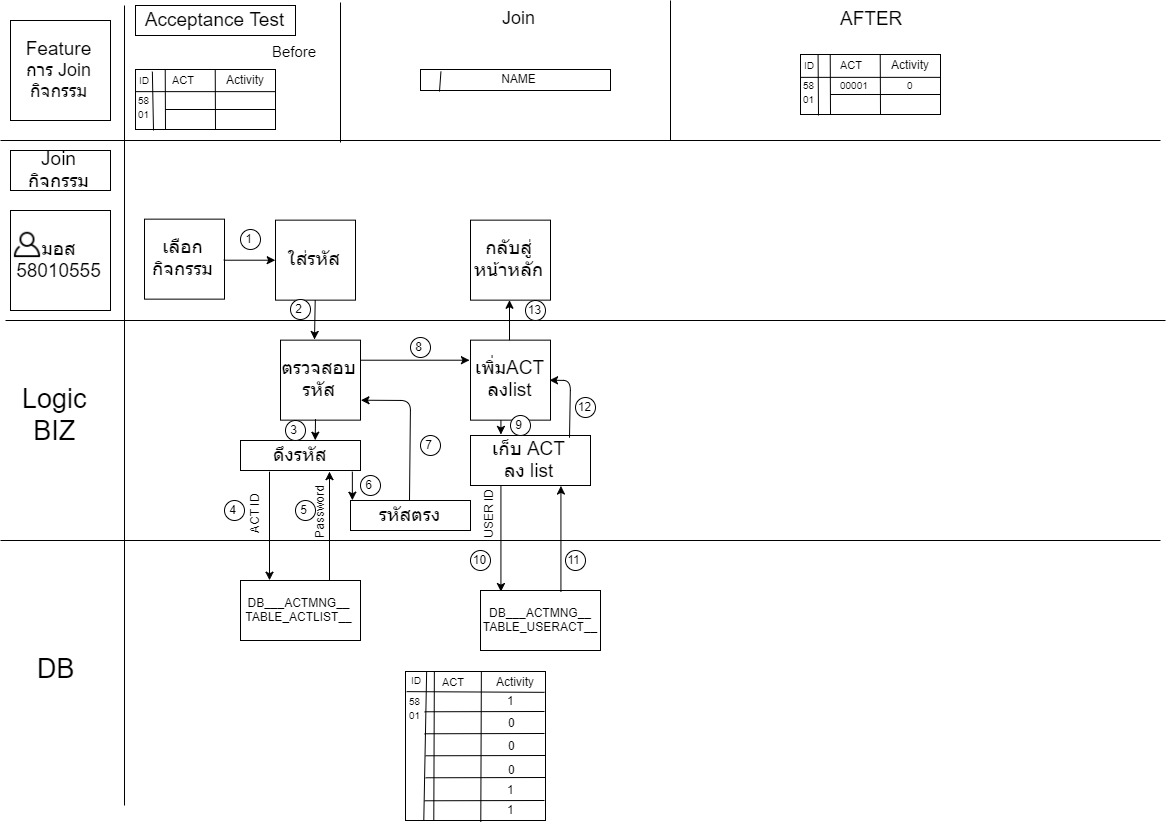 Feature
การ Join
กิจกรรม
Acceptance Test
Before
ID ACT Activity
58
01
Join
NAME
AFTER
ID ACT Activity
58 00001 0
01
Join
กิจกรรม
มอส
58010555
เลือก
กิจกรรม
1
ใส่รหัส
กลับสู่
หน้าหลัก
2
13
Logic
BIZ
ตรวจสอบ
รหัส
8
เพิ่มACT
ลงlist
12
3
9
7
ดึงรหัส
เก็บ ACT
ลง list
4
ACT ID
5
Password
6
รหัสตรง
USER ID
10
11
DB
DB___ACTMNG__
TABLE_ACTLIST__
DB___ACTMNG__
TABLE_USERACT__
ID ACT Activity
58 1
01 0
0
0
1
1